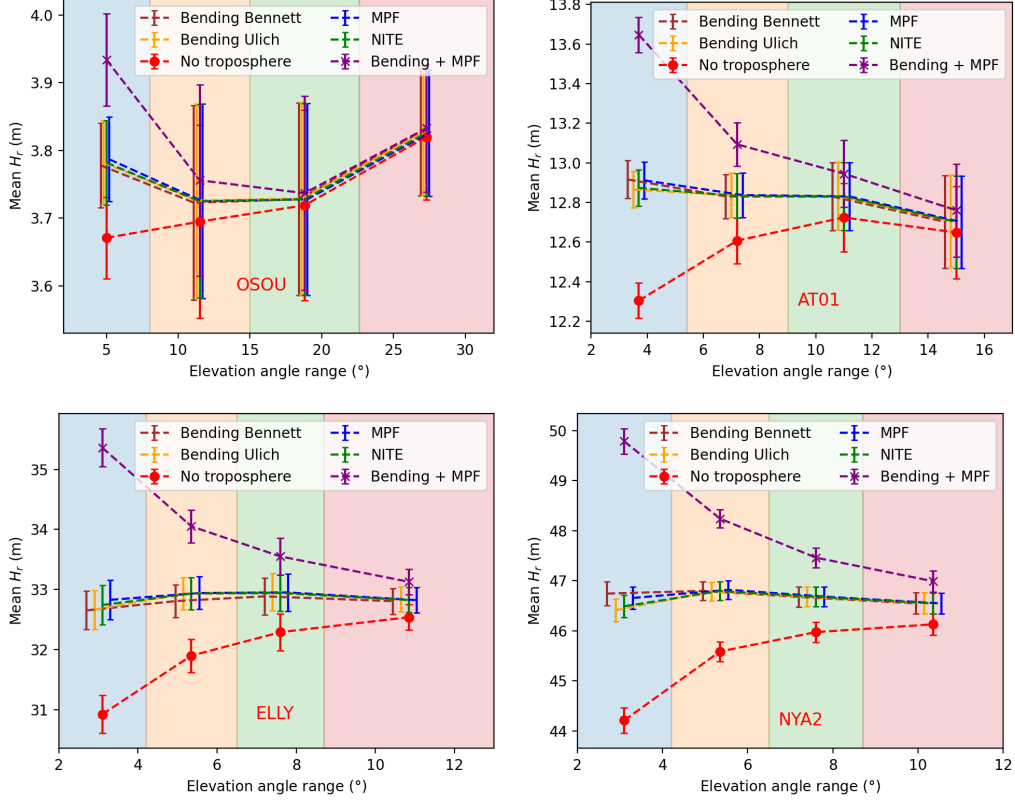 4.0
3.9
3.8
3.7
3.6
Mean Hr (m)
Bending Bennett
Bending Ulich
No troposphere
MPF
NITE
Bending + MPF
OSOU
5 10 15 20 25 30
Elevation angle range (°)
13.8
13.6
13.4
13.2
13.0
12.8
12.6
12.4
12.2
Mean Hr (m)
Bending Bennett
Bending Ulich
No troposphere
MPF
NITE
Bending + MPF
AT01
2 4 6 8 10 12 14 16
Elevation angle range (°)
35
34
33
32
31
Mean Hr (m)
Bending Bennett
Bending Ulich
No troposphere
MPF
NITE
Bending + MPF
ELLY
2 4 6 8 10 12
Elevation angle range (°)
50
49
48
47
46
45
44
Mean Hr (m)
Bending Bennett
Bending Ulich
No troposphere
MPF
NITE
Bending + MPF
NYA2
2 4 6 8 10 12
Elevation angle range (°)